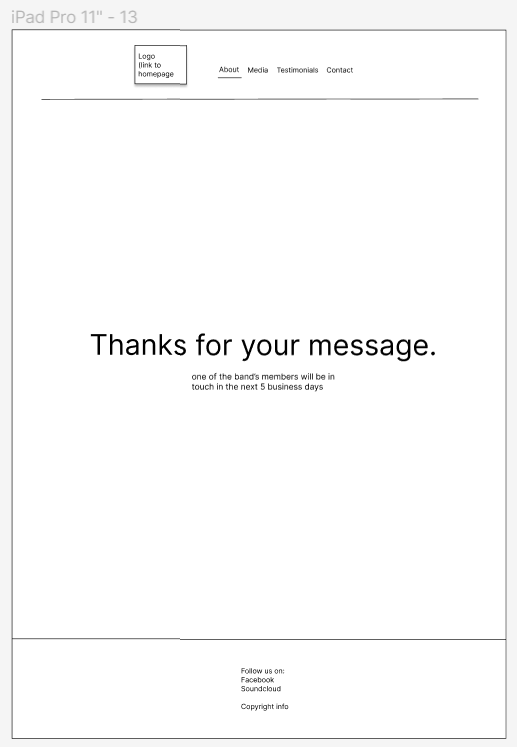 iPad Pro 11" - 13
Logo
(link to
homepage
About Media Testimonials Contact
Thanks for your message.
one of the band's members will be in
touch in the next 5 business days
Follow us on:
Facebook
Soundcloud
Copyright info